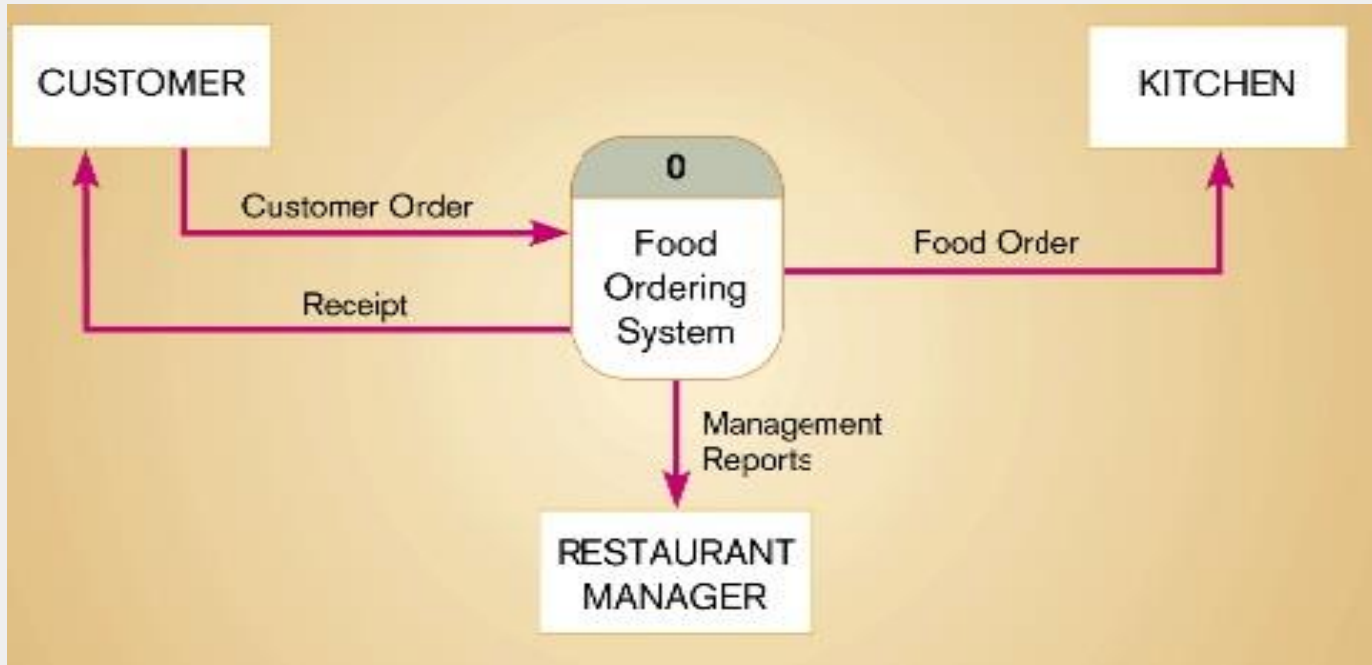 CUSTOMER
KITCHEN
0
Customer Order
Food
Ordering
System
Food Order
Receipt
Management
Reports
RESTAURANT
MANAGER